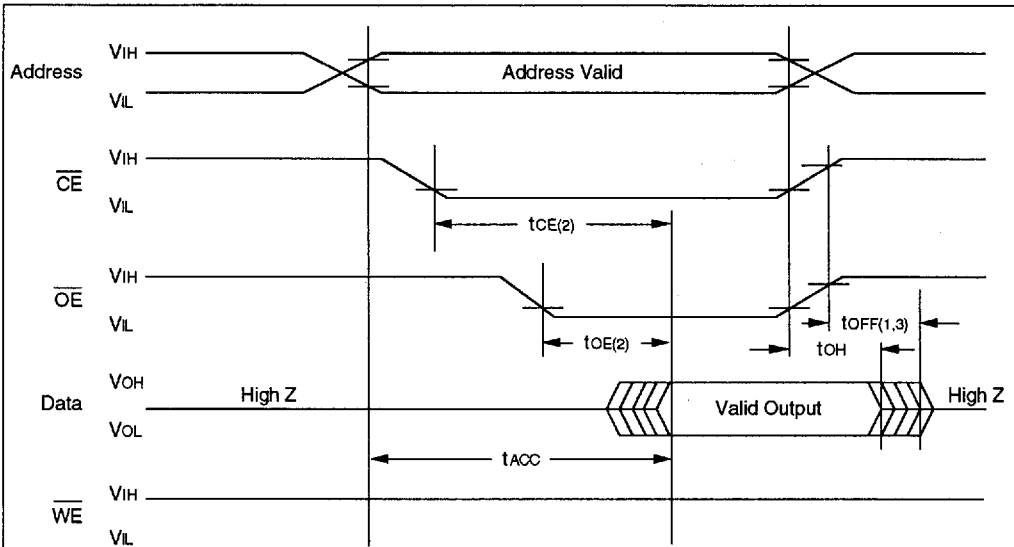 VIH
Address
Address Valid
VIL
VIH
CE
VIL
tCE(2)
VIH
OE
VIL
tOE(2)
tOFF(1,3)
tOH
VOH
High Z
Data
Valid Output
High Z
VOL
tACC
VIH
WE
VIL